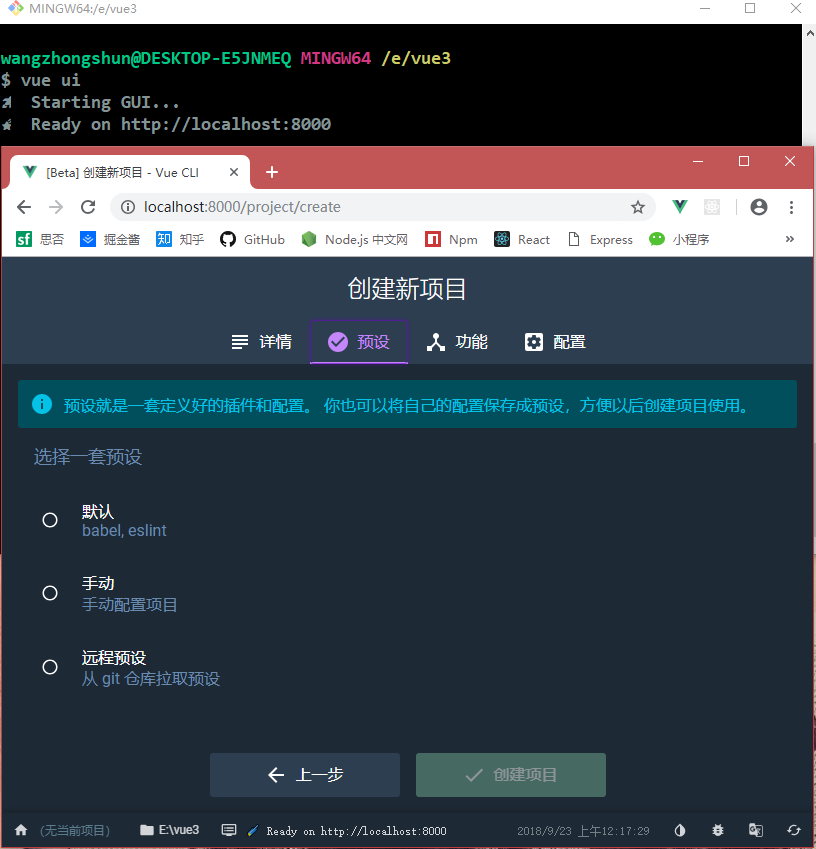 MINGW64:/e/vue3
wangzhongshun@DESKTOP-E5JNMEQ MINGW64 /e/vue3
$ vue ui
Starting GUI...
Ready on http://localhost:8000
[Beta] 创建新项目 - Vue CLI
localhost:8000/project/create
sf 思否 掘金酱 知 知乎 GitHub Node.js 中文网 Npm React Express 小程序 »
创建新项目
详情 预设 功能 配置
预设就是一套定义好的插件和配置。 你也可以将自己的配置保存成预设，方便以后创建项目使用。
选择一套预设
默认
babel, eslint
手动
手动配置项目
远程预设
从 git 仓库拉取预设
上一步 创建项目
(无当前项目) E:\vue3 Ready on http://localhost:8000 2018/9/23 上午12:17:29